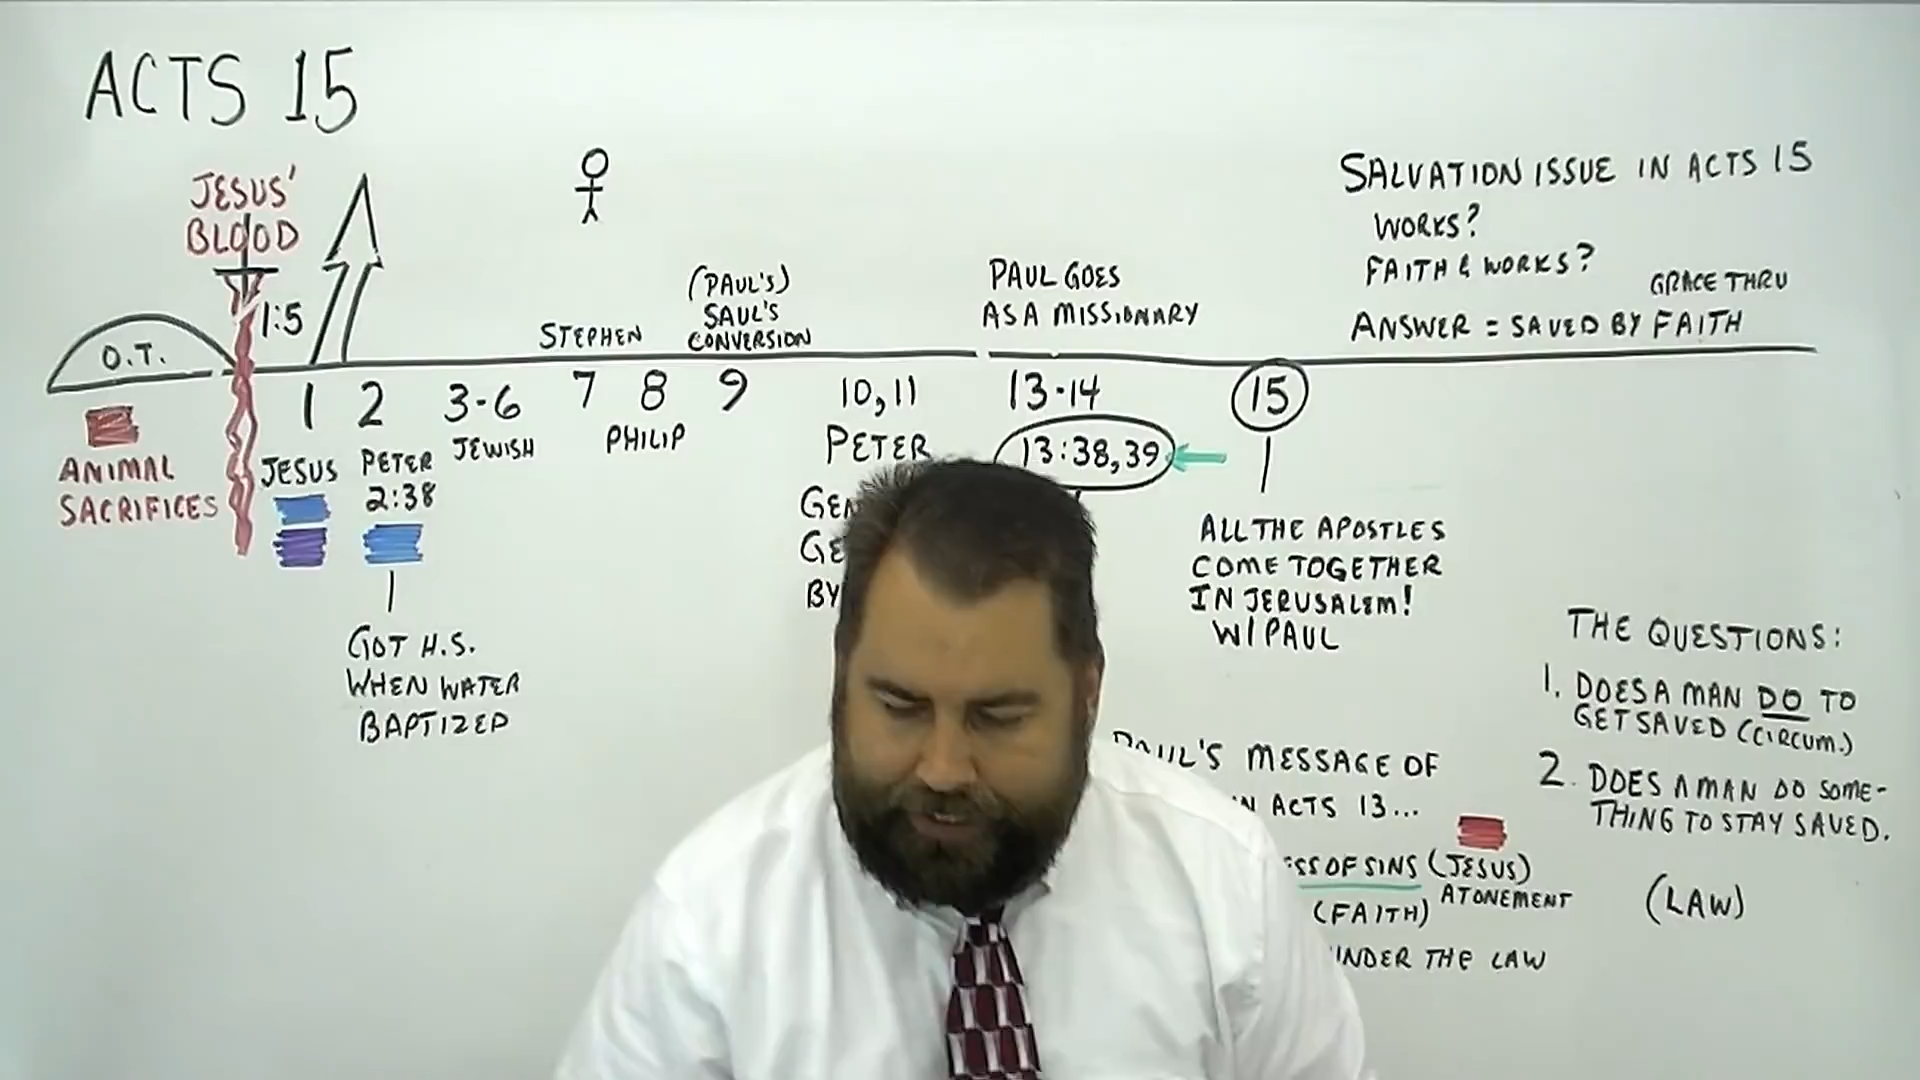 ACTS 15
JESUS'
BLOOD
1:5
O.T.
ANIMAL
SACRIFICES
STEPHEN
(PAUL'S)
SAUL'S
CONVERSION
PAUL GOES
AS A MISSIONARY
SALVATION ISSUE IN ACTS 15
WORKS?
FAITH & WORKS?
GRACE THRU
ANSWER = SAVED BY FAITH
1 2 3-6 7 8 9 10,11 13-14 15
JESUS
PETER
2:38
JEWISH
PHILIP
PETER
13:38,39
GOT H.S.
WHEN WATER
BAPTIZED
BY
ALL THE APOSTLES
COME TOGETHER
IN JERUSALEM!
W/ PAUL
PAUL'S MESSAGE OF
ACTS 13...
OF SINS (JESUS)
ATONEMENT
(FAITH)
UNDER THE LAW
THE QUESTIONS:
1. DOES A MAN DO TO
GET SAVED (CIRCUM.)
2. DOES A MAN DO SOME-
THING TO STAY SAVED.
(LAW)